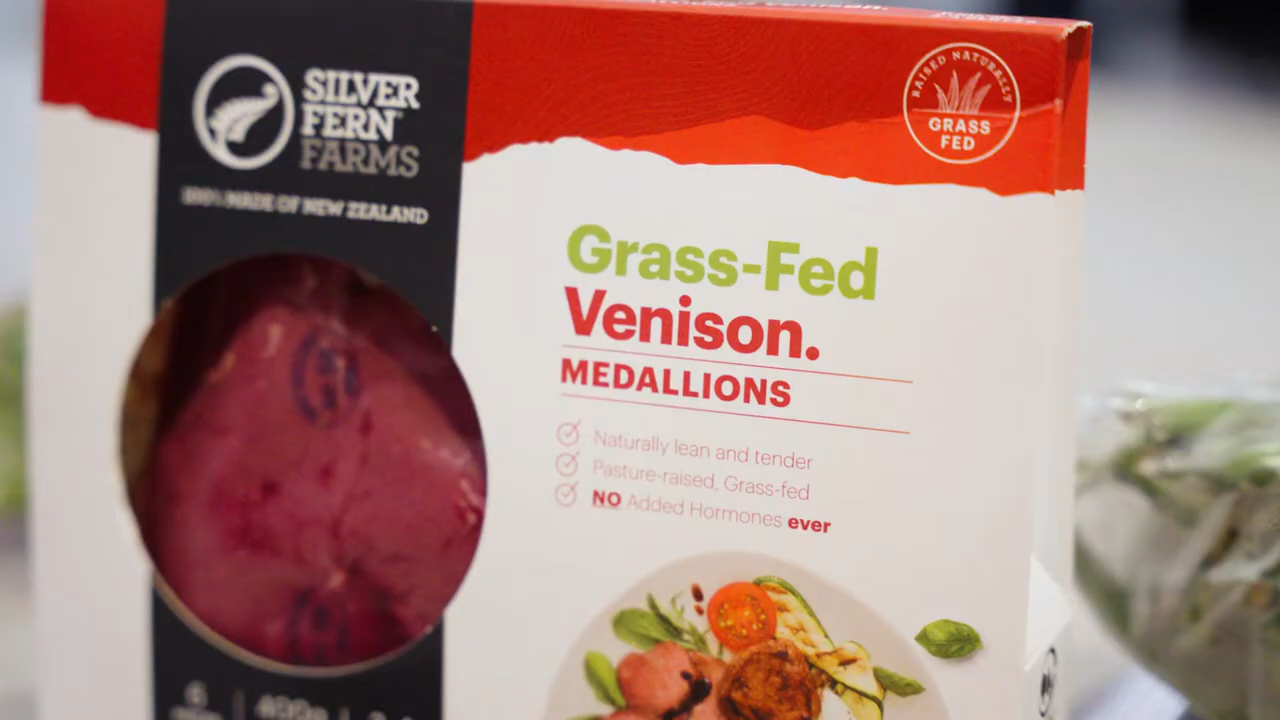 SILVER
FERN
FARMS
100% MADE OF NEW ZEALAND
RAISED NATURALLY
GRASS
FED
Grass-Fed
Venison.
MEDALLIONS
Naturally lean and tender
Pasture-raised, Grass-fed
NO Added Hormones ever